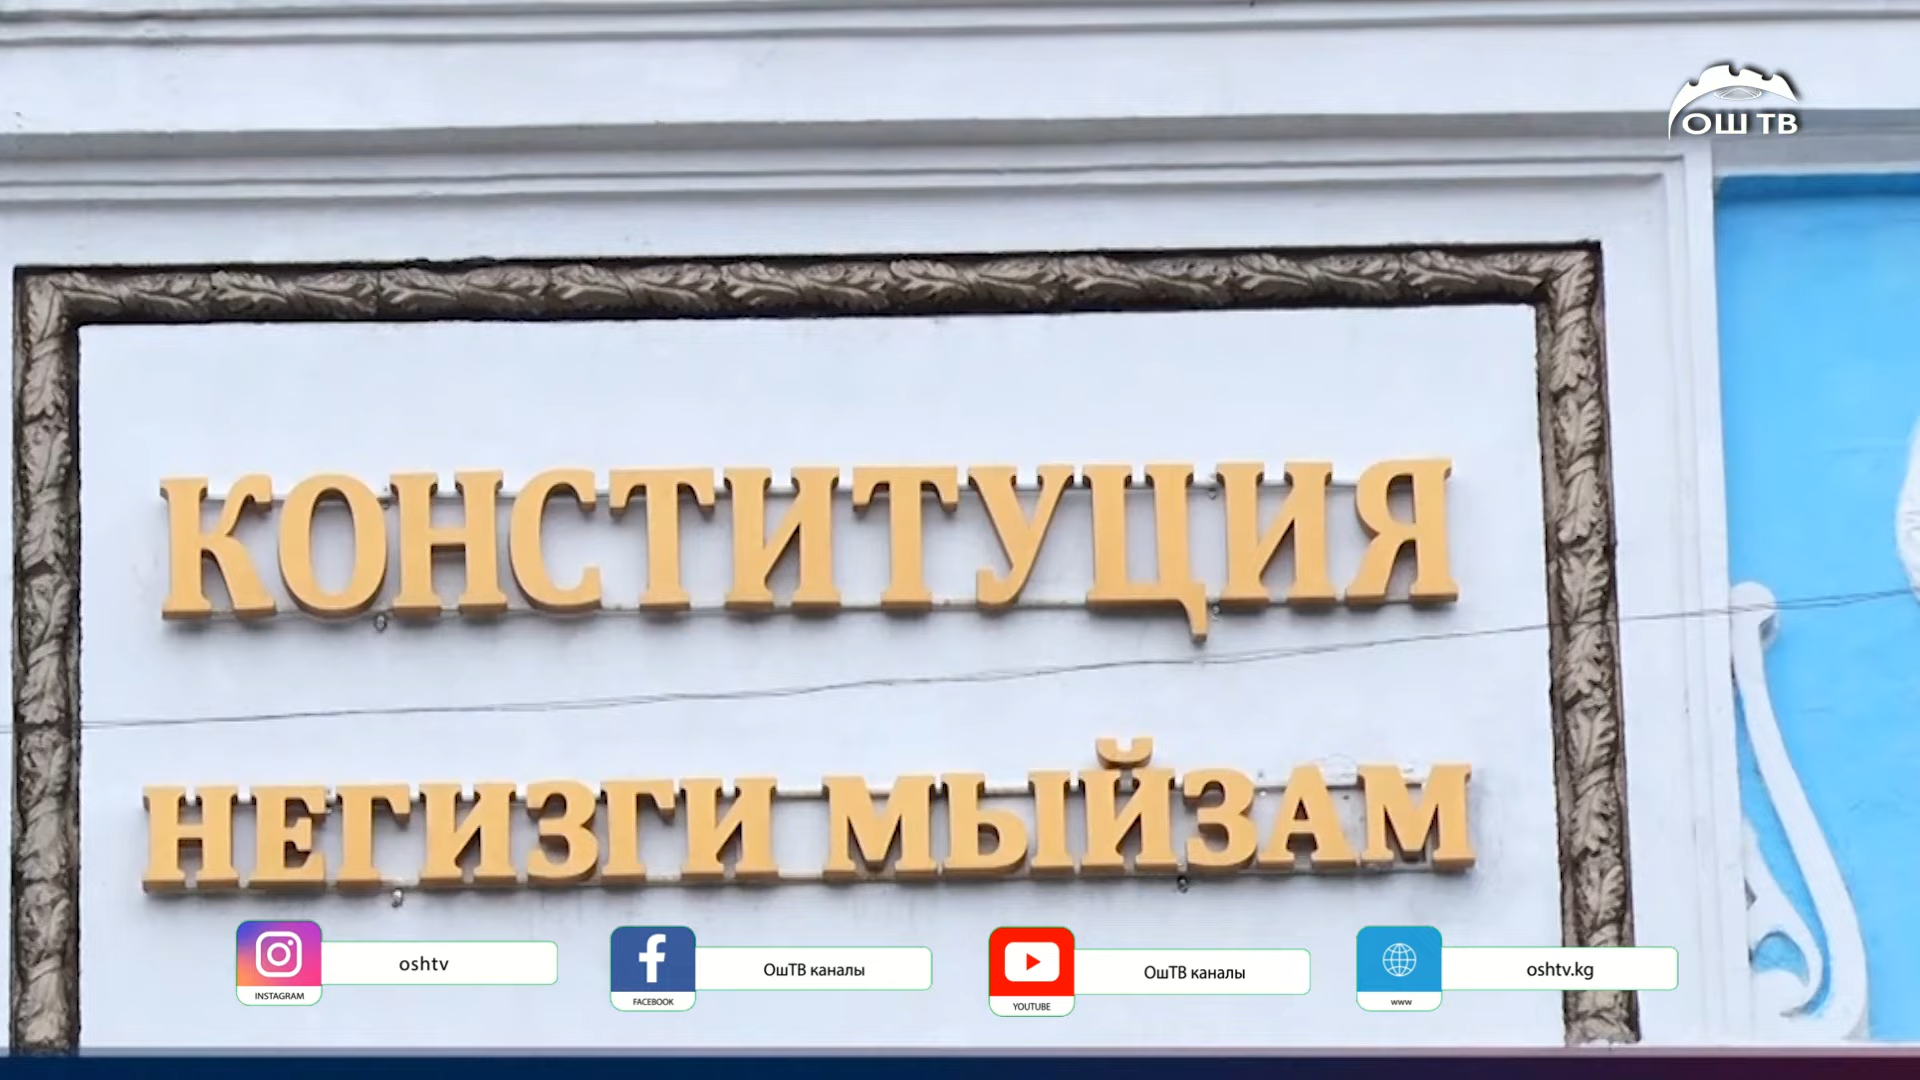 ОШ ТВ
КОНСТИТУЦИЯ
НЕГИЗГИ МЫЙЗАМ
INSTAGRAM
oshtv
FACEBOOK
ОшТВ каналы
YOUTUBE
ОшТВ каналы
www
oshtv.kg